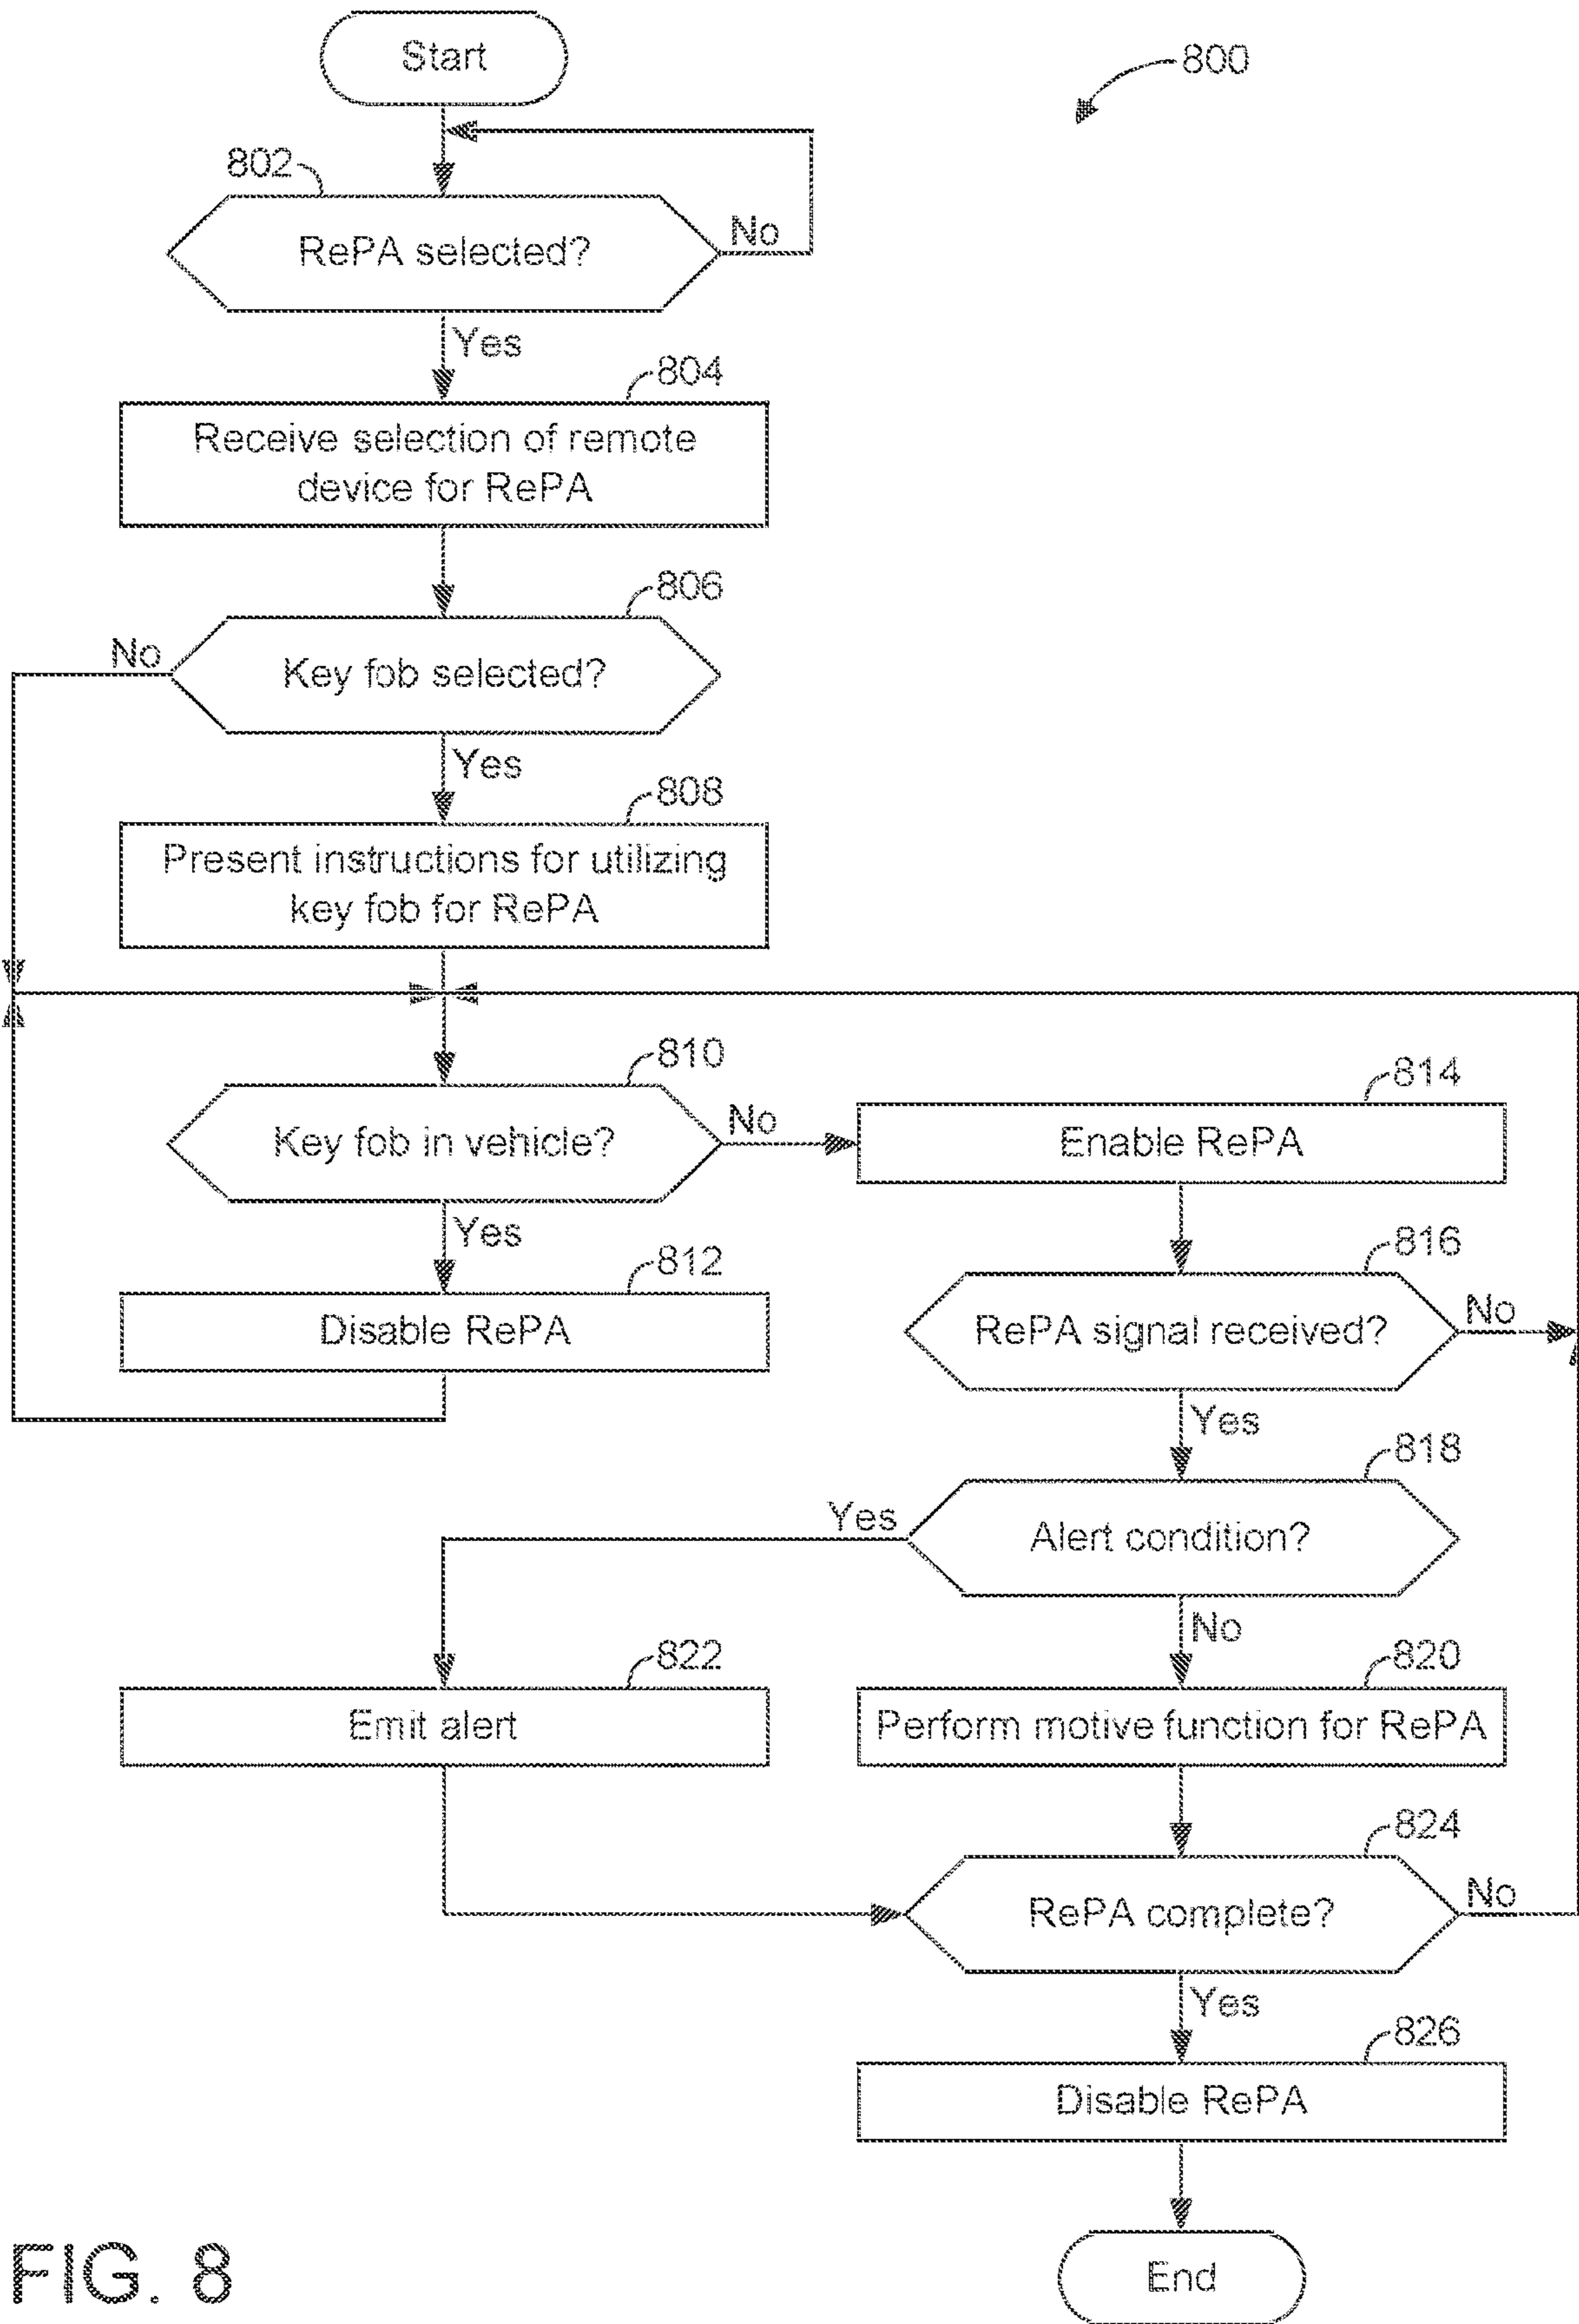 Start
800
802
RePA selected?
No
Yes
804
Receive selection of remote
device for RePA
806
No
Key fob selected?
Yes
808
Present instructions for utilizing
key fob for RePA
810
Key fob in vehicle?
No
814
Enable RePA
Yes
812
Disable RePA
816
RePA signal received?
No
Yes
818
Yes
Alert condition?
No
822
Emit alert
820
Perform motive function for RePA
824
RePA complete?
No
Yes
826
Disable RePA
End
FIG. 8